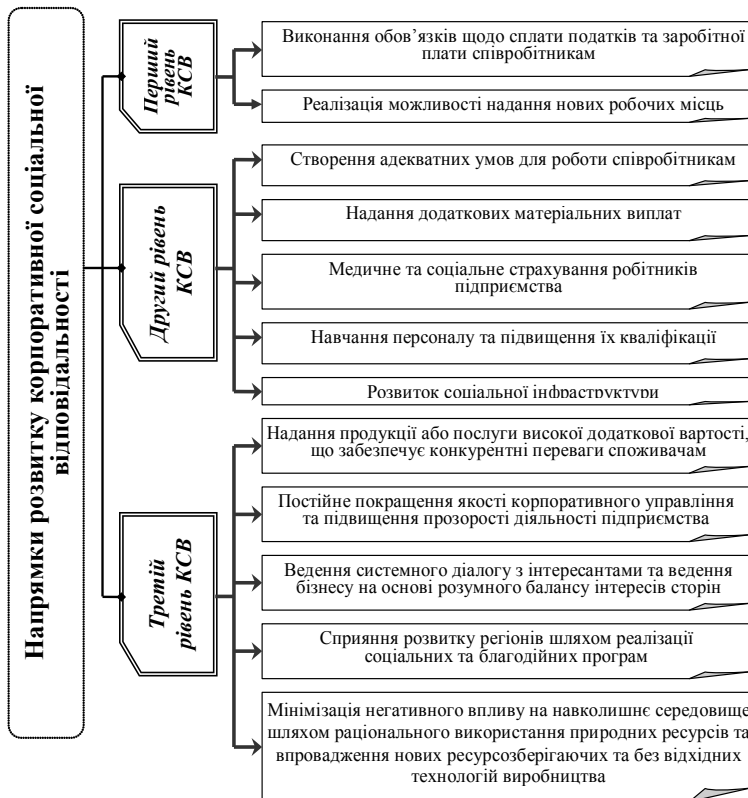 Напрямки розвитку корпоративної соціальної
відповідальності
Перший
рівень
КСВ
Виконання обов’язків щодо сплати податків та заробітної
плати співробітникам
Реалізація можливості надання нових робочих місць
Другий рівень
КСВ
Створення адекватних умов для роботи співробітникам
Надання додаткових матеріальних виплат
Медичне та соціальне страхування робітників
підприємства
Навчання персоналу та підвищення їх кваліфікації
Розвиток соціальної інфраструктури
Третій
рівень КСВ
Надання продукції або послуги високої додаткової вартості,
що забезпечує конкурентні переваги споживачам
Постійне покращення якості корпоративного управління
та підвищення прозорості діяльності підприємства
Ведення системного діалогу з інтересантами та ведення
бізнесу на основі розумного балансу інтересів сторін
Сприяння розвитку регіонів шляхом реалізації
соціальних та благодійних програм
Мінімізація негативного впливу на навколишнє середовище
шляхом раціонального використання природних ресурсів та
впровадження нових ресурсозберігаючих та без відхідних
технологій виробництва